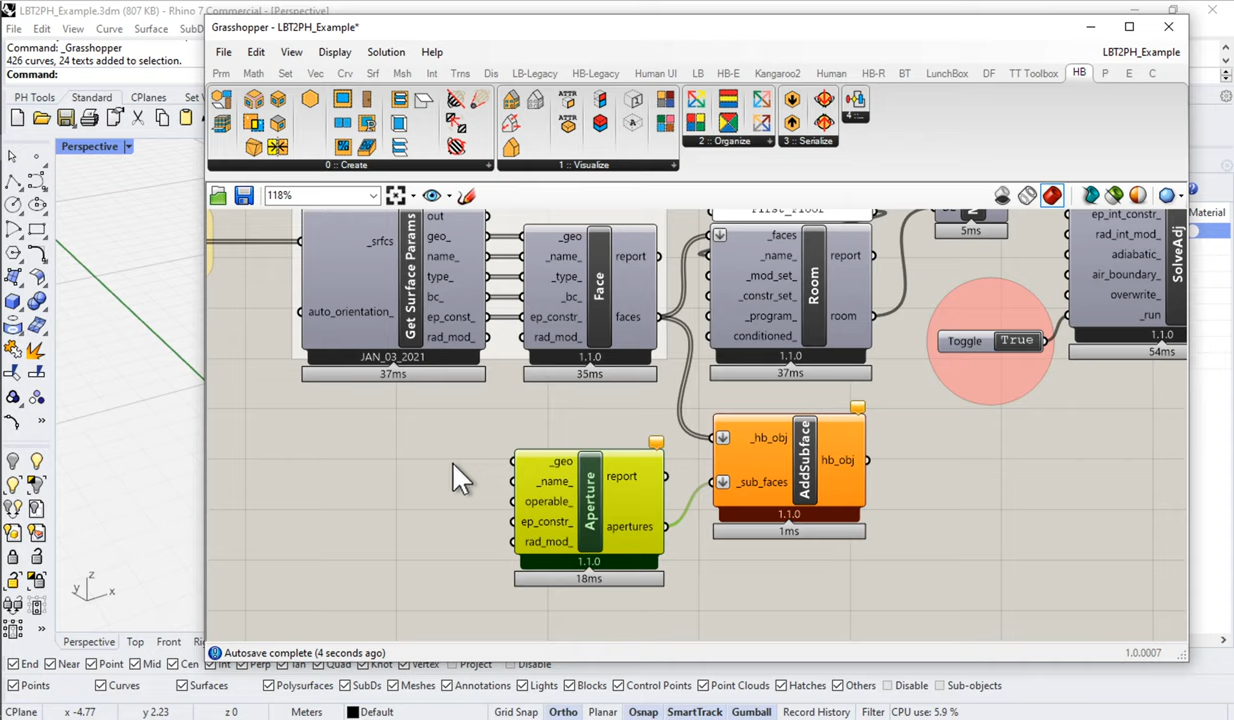 LBT2PH_Example.3dm (807 KB) - Rhino 7 Commercial - [Perspective]
File Edit View Curve Surface SubD
Command: _Grasshopper
426 curves, 24 texts added to selection.
Command:
PH Tools Standard CPlanes Set
Perspective
Grasshopper - LBT2PH_Example*
File Edit View Display Solution Help LBT2PH_Example
Prm Math Set Vec Crv Srf Msh Int Trns Dis LB-Legacy HB-Legacy Human UI LB HB-E Kangaroo2 Human HB-R BT LunchBox DF TT Toolbox HB P E C
ATTR
ATTR
0 :: Create 1 :: Visualize 2 :: Organize 3 :: Serialize 4 ::
118%
out
_srfcs geo_ name_ type_ bc_ auto_orientation_ ep_const_ rad_mod_
Get Surface Params
JAN_03_2021
37ms
_geo _name_ _type_ _bc_ ep_constr_ rad_mod_
Face
report
faces
1.1.0
35ms
First_Floor
_faces _name_ _mod_set_ _constr_set_ _program_ conditioned_
Room
report
room
1.1.0
37ms
5ms
ep_int_constr_
rad_int_mod_
adiabatic_
air_boundary_
overwrite_
_run
SolveAdj
1.1.0
54ms
Toggle True
_geo
_name_
operable_
ep_constr_
rad_mod_
Aperture
report
apertures
1.1.0
18ms
_hb_obj
_sub_faces
AddSubface
hb_obj
1.1.0
1ms
Autosave complete (4 seconds ago) 1.0.0007
Material
z
y
x
Perspective Top Front
End Near Point Mid Cen Int Perp Tan Quad Knot Vertex Project Disable
Points Curves Surfaces Polysurfaces SubDs Meshes Annotations Lights Blocks Control Points Point Clouds Hatches Others Disable Sub-objects
CPlane x -4.77 y 2.23 z 0 Meters Default Grid Snap Ortho Planar Osnap SmartTrack Gumball Record History Filter CPU use: 5.9 %